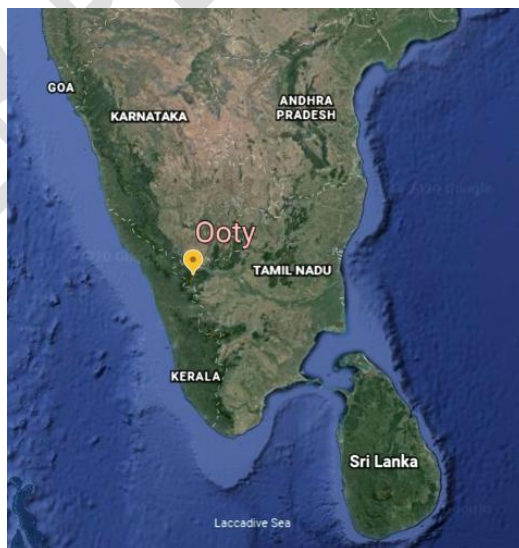 GOA
KARNATAKA
ANDHRA
PRADESH
Ooty
TAMIL NADU
KERALA
Sri Lanka
Laccadive Sea